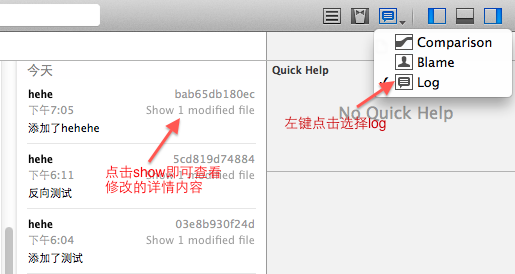 Comparison
Blame
✓ Log
今天
Quick Help
No Quick Help
左键点击选择log
hehe bab65db180ec
下午7:05 Show 1 modified file
添加了hehehe
hehe 5cd819d74884
下午6:11 Show 1 modified file
反向测试
点击show即可查看
修改的详情内容
hehe 03e8b930f24d
下午6:04 Show 1 modified file
添加了测试